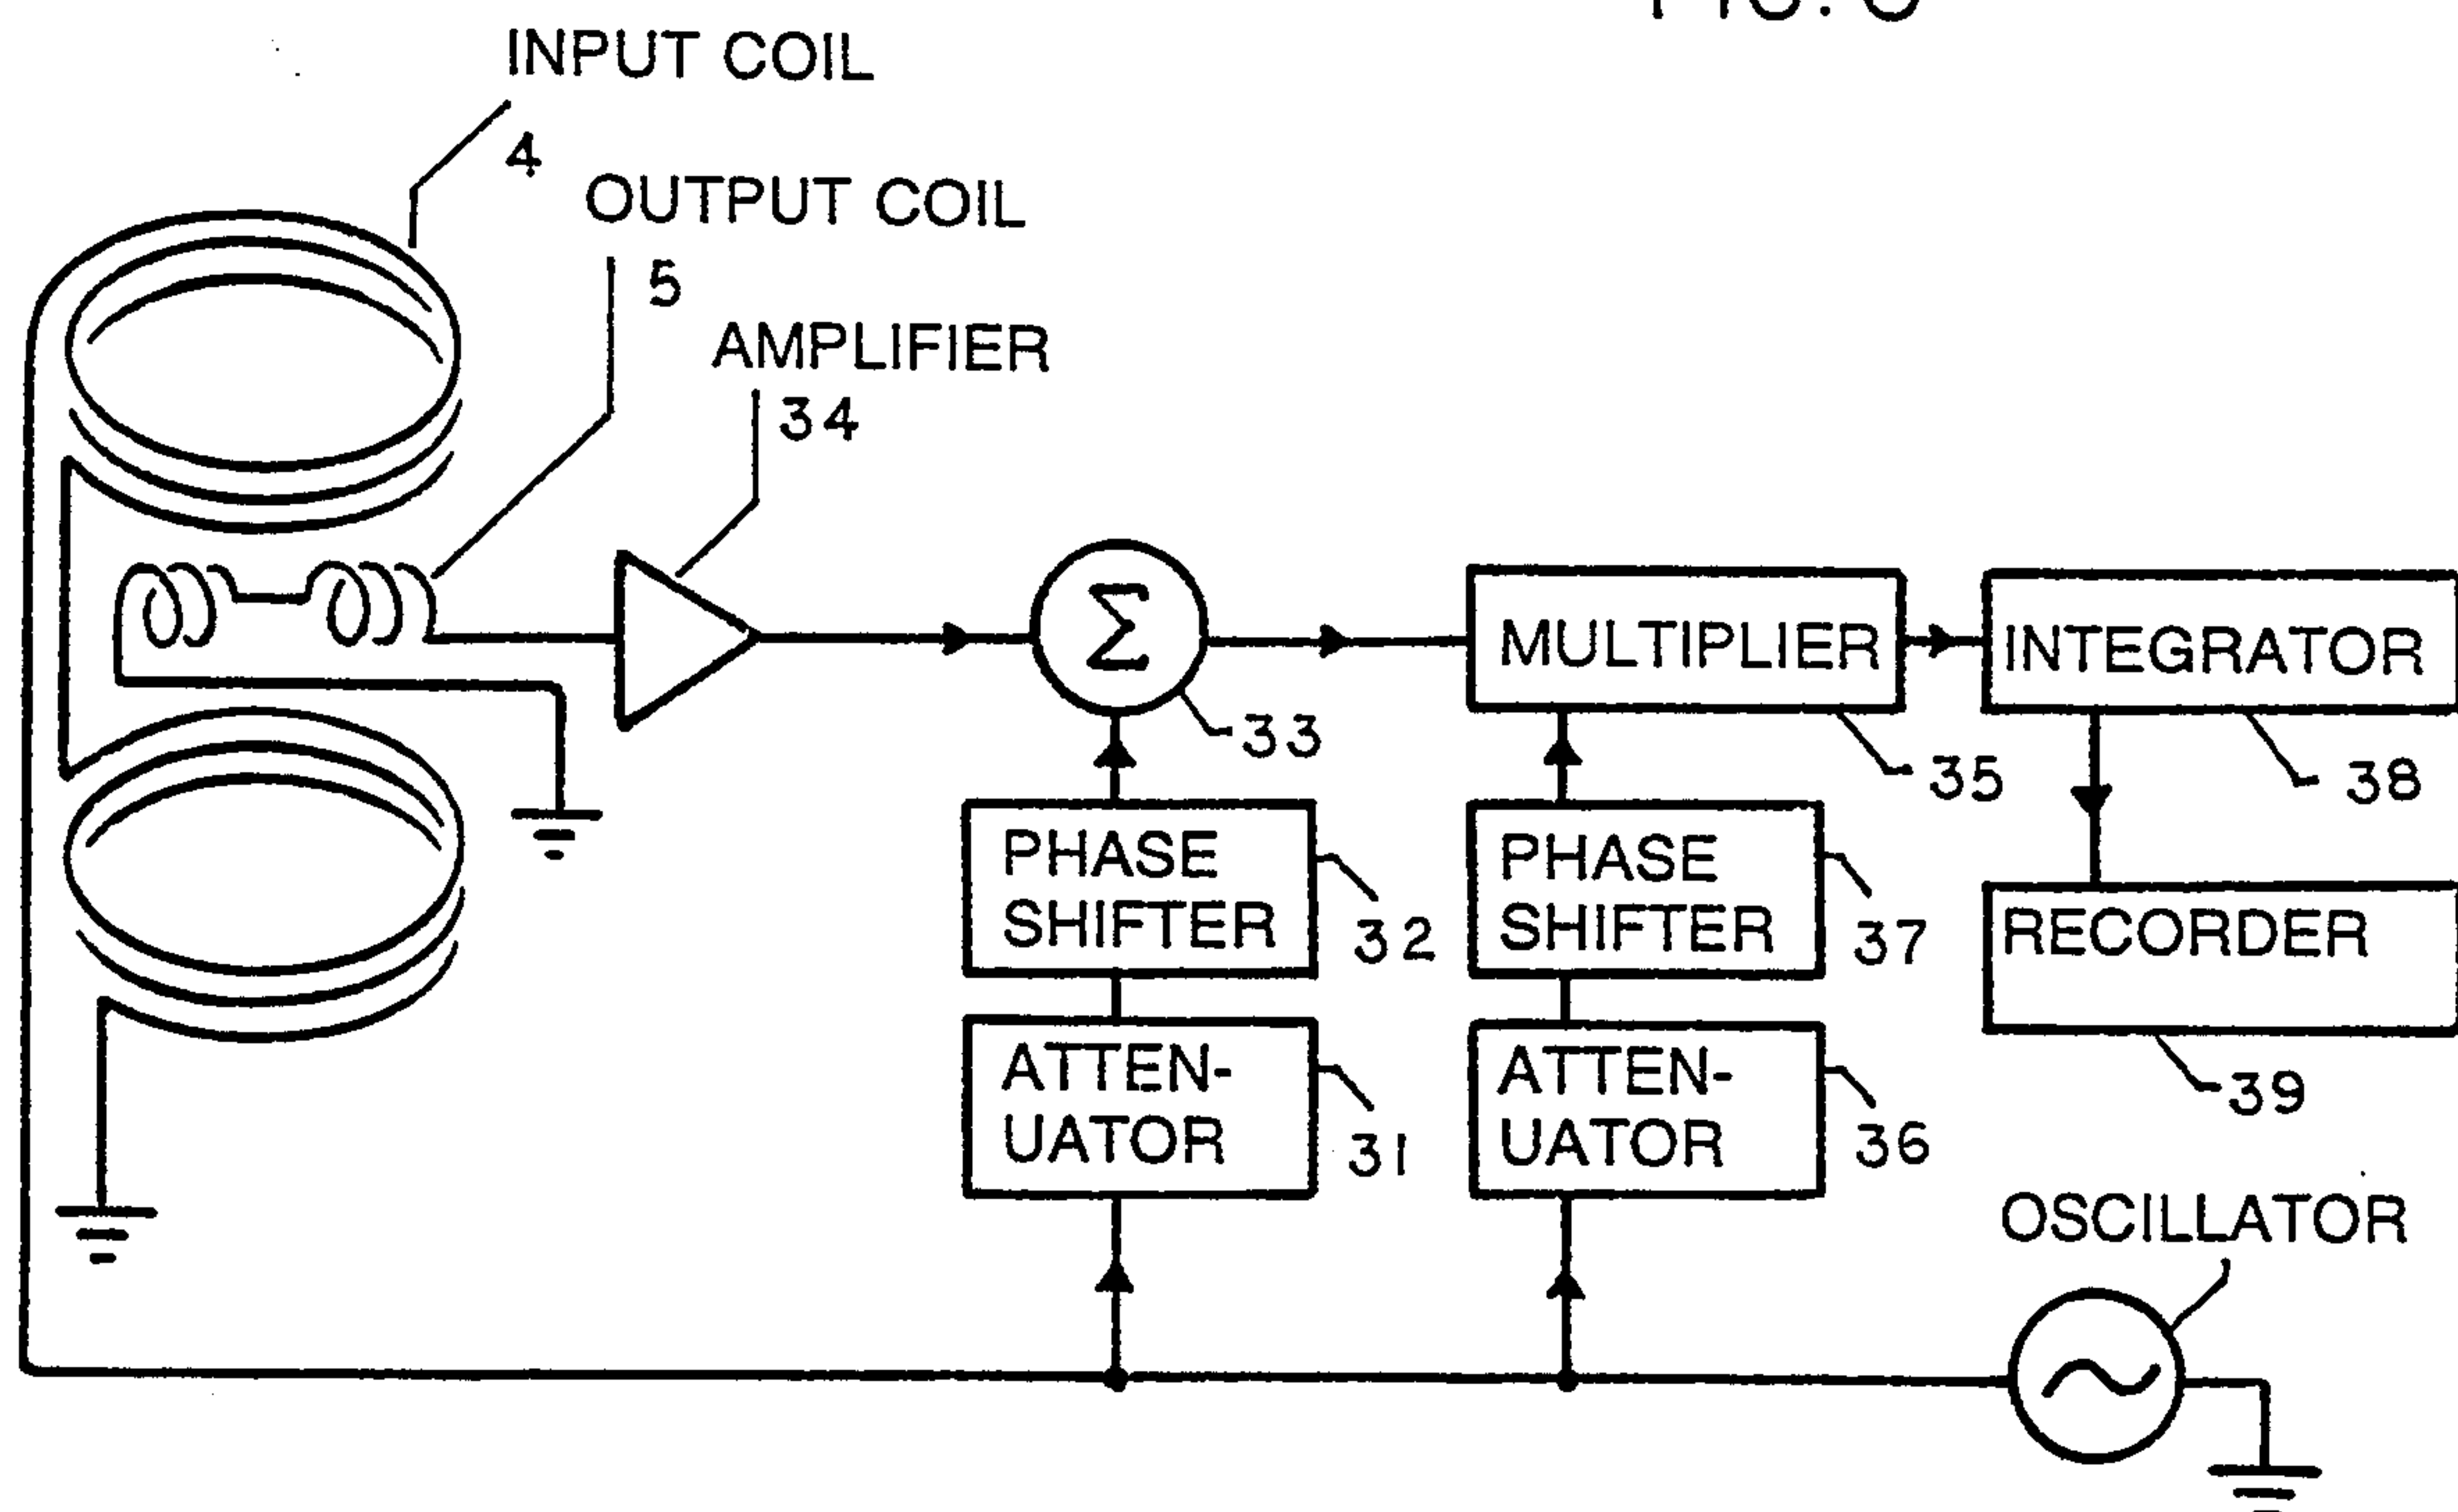 INPUT COIL
4
OUTPUT COIL
5
AMPLIFIER
34
Σ
33
MULTIPLIER
35
INTEGRATOR
38
PHASE
SHIFTER
32
PHASE
SHIFTER
37
RECORDER
39
ATTEN-
UATOR
31
ATTEN-
UATOR
36
OSCILLATOR